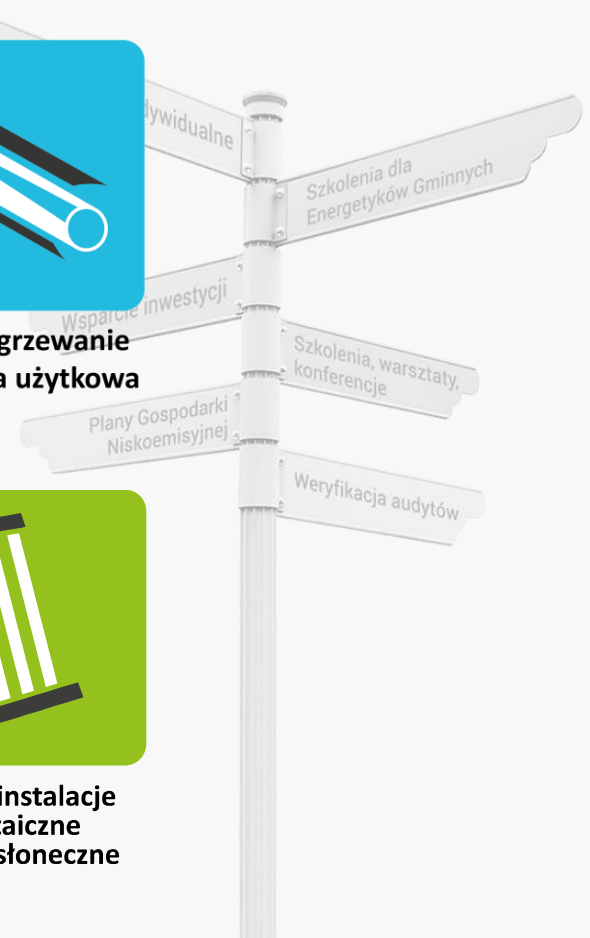 dywidualne
Szkolenia dla
Energetyków Gminnych
Wsparcie inwestycji
grzewanie
a użytkowa
Szkolenia, warsztaty,
konferencje
Plany Gospodarki
Niskoemisyjnej
Weryfikacja audytów
instalacje
taiczne
słoneczne